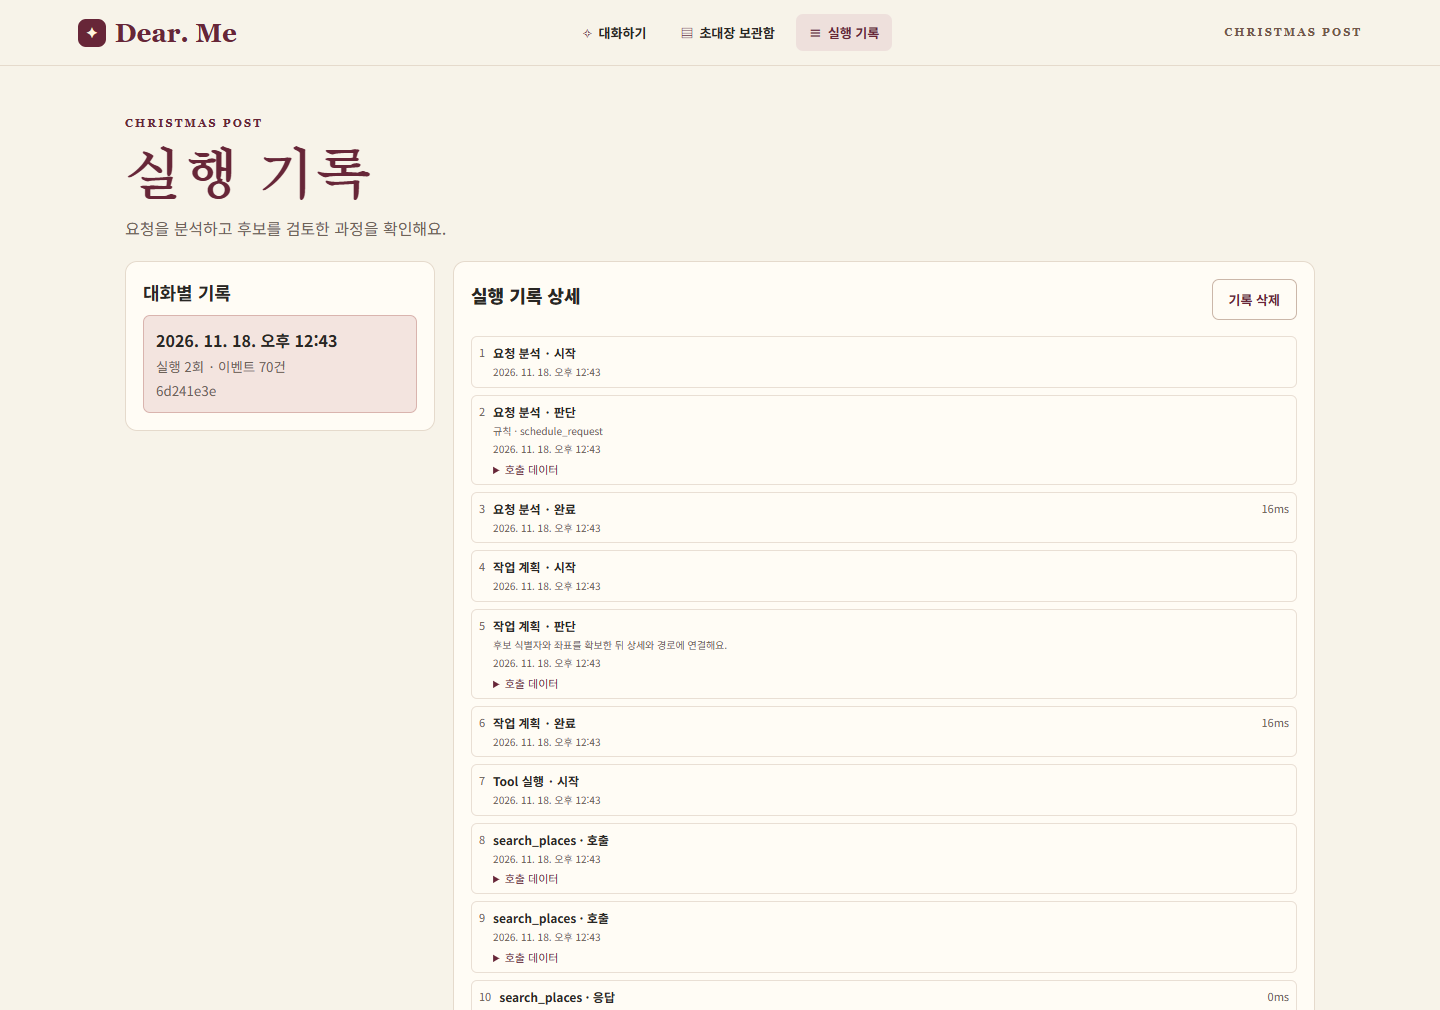 Dear. Me
대화하기
초대장 보관함
실행 기록
CHRISTMAS POST
CHRISTMAS POST
실행 기록
요청을 분석하고 후보를 검토한 과정을 확인해요.
대화별 기록
2026. 11. 18. 오후 12:43
실행 2회 · 이벤트 70건
6d241e3e
실행 기록 상세
기록 삭제
1 요청 분석 · 시작
2026. 11. 18. 오후 12:43
2 요청 분석 · 판단
규칙 · schedule_request
2026. 11. 18. 오후 12:43
▶ 호출 데이터
3 요청 분석 · 완료 16ms
2026. 11. 18. 오후 12:43
4 작업 계획 · 시작
2026. 11. 18. 오후 12:43
5 작업 계획 · 판단
후보 식별자와 좌표를 확보한 뒤 상세와 경로에 연결해요.
2026. 11. 18. 오후 12:43
▶ 호출 데이터
6 작업 계획 · 완료 16ms
2026. 11. 18. 오후 12:43
7 Tool 실행 · 시작
2026. 11. 18. 오후 12:43
8 search_places · 호출
2026. 11. 18. 오후 12:43
▶ 호출 데이터
9 search_places · 호출
2026. 11. 18. 오후 12:43
▶ 호출 데이터
10 search_places · 응답 0ms